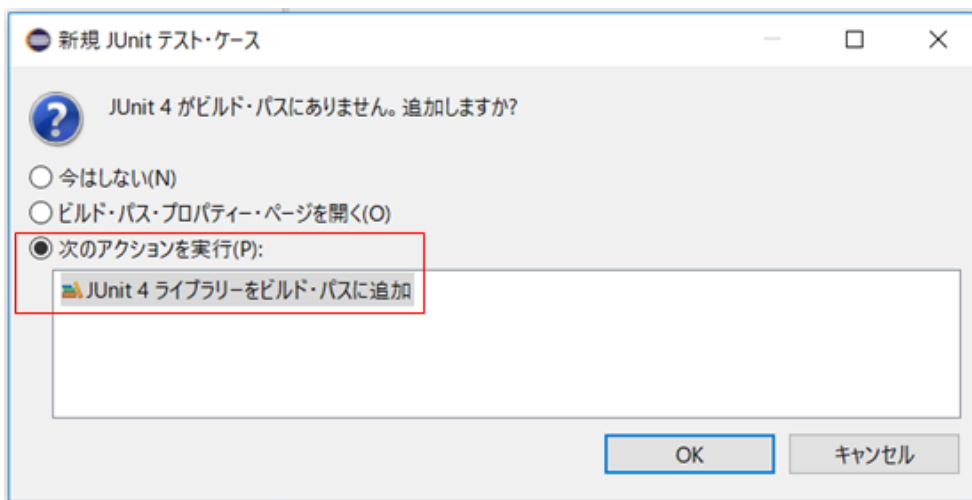 新規 JUnit テスト・ケース
JUnit 4 がビルド・パスにありません。追加しますか?
今はしない(N)
ビルド・パス・プロパティー・ページを開く(O)
次のアクションを実行(P):
JUnit 4 ライブラリーをビルド・パスに追加
OK キャンセル